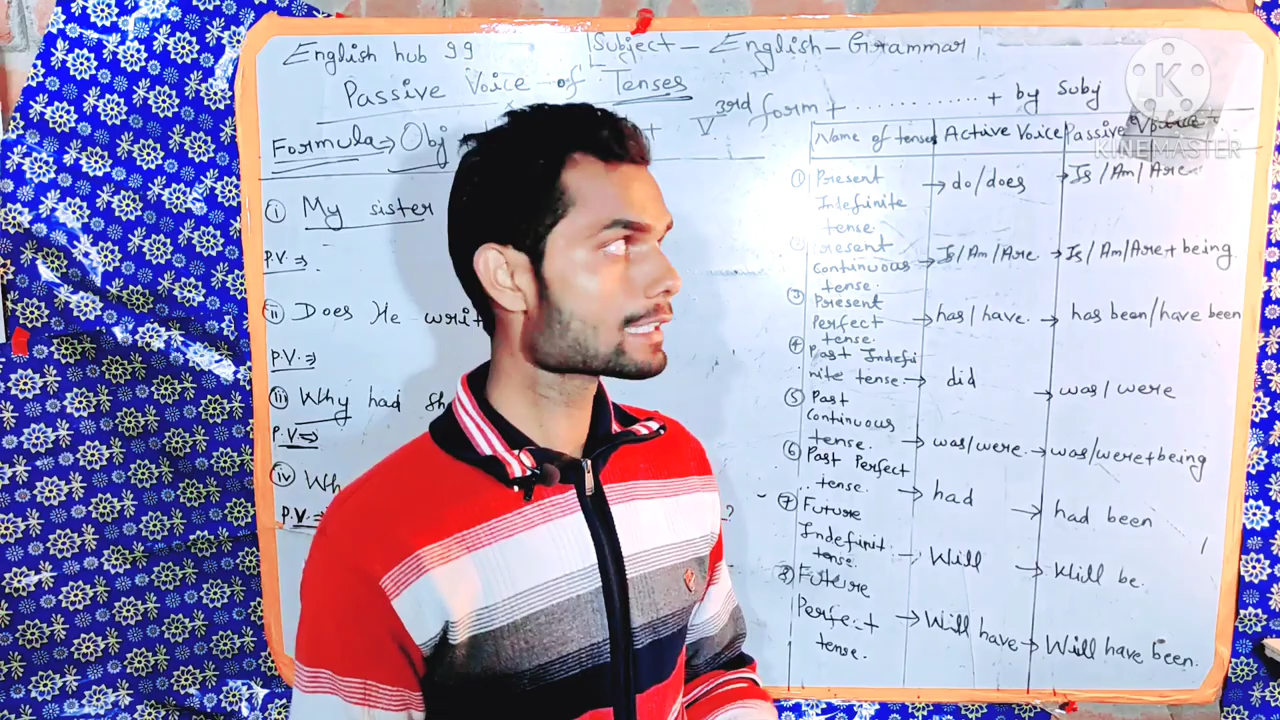 English hub 99
Subject - English - Grammar
Passive Voice of Tenses
Formula ⇒ Obj + V 3rd form + .............. + by Subj
i) My sister
P.V. ⇒
ii) Does He
P.V. ⇒
iii) Why had
P.V. ⇒
iv)
P.V. ⇒ ?
Name of tenses Active Voice Passive Voice
① Present Indefinite tense. → do/does → Is/Am/Are
Present Continuous tense. → Is/Am/Are → Is/Am/Are + being
③ Present Perfect tense. → has/have. → has been/have been
④ Past Indefinite tense → did → was/were
⑤ Past Continuous tense. → was/were. → was/were + being
⑥ Past Perfect tense. → had → had been
⑦ Future Indefinit tense. → Will → Will be.
⑧ Future Perfect tense. → Will have → Will have been.
K
KINEMASTER